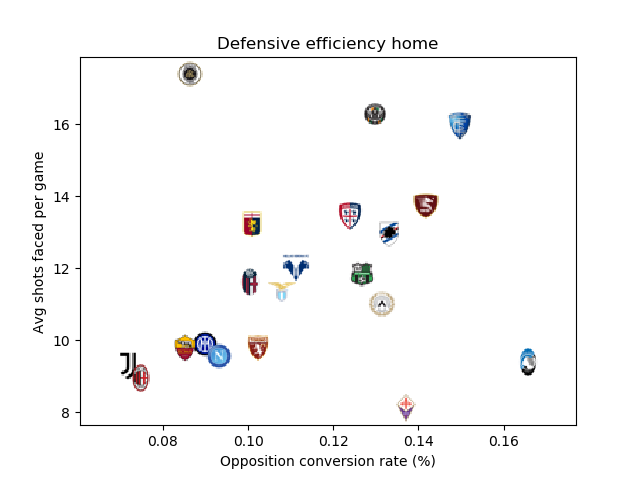 Defensive efficiency home
Avg shots faced per game
16
14
12
10
8
0.08 0.10 0.12 0.14 0.16
Opposition conversion rate (%)